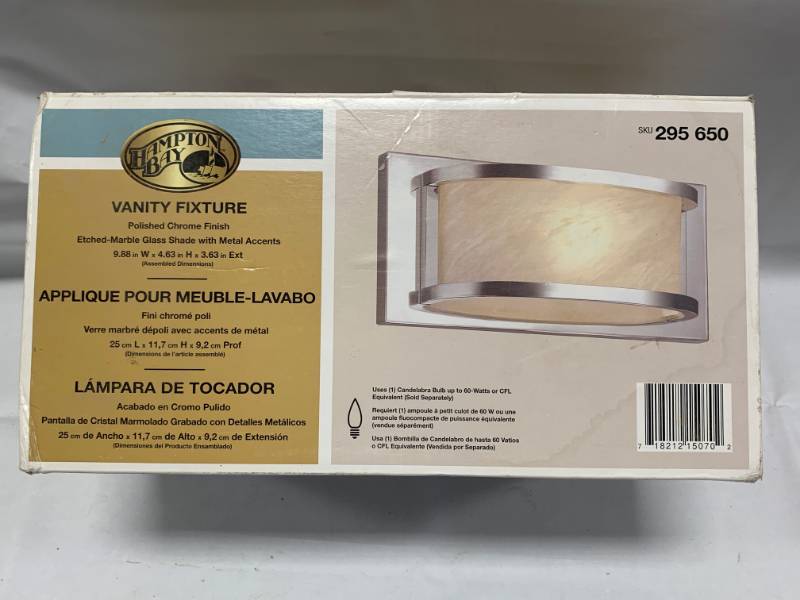 HAMPTON
BAY
VANITY FIXTURE
Polished Chrome Finish
Etched-Marble Glass Shade with Metal Accents
9.88 in W x 4.63 in H x 3.63 in Ext
(Assembled Dimensions)
APPLIQUE POUR MEUBLE-LAVABO
Fini chromé poli
Verre marbré dépoli avec accents de métal
25 cm L x 11,7 cm H x 9,2 cm Prof
(Dimensions de l'article assemblé)
LÁMPARA DE TOCADOR
Acabado en Cromo Pulido
Pantalla de Cristal Marmolado Grabado con Detalles Metálicos
25 cm de Ancho x 11,7 cm de Alto x 9,2 cm de Extensión
(Dimensiones del Producto Ensamblado)
SKU 295 650
Uses (1) Candelabra Bulb up to 60-Watts or CFL
Equivalent (Sold Separately)
Requiert (1) ampoule à petit culot de 60 W ou une
ampoule fluocompacte de puissance équivalente
(vendue séparément)
Usa (1) Bombilla de Candelabro de hasta 60 Vatios
o CFL Equivalente (Vendida por Separado)
7 18212 15070 2